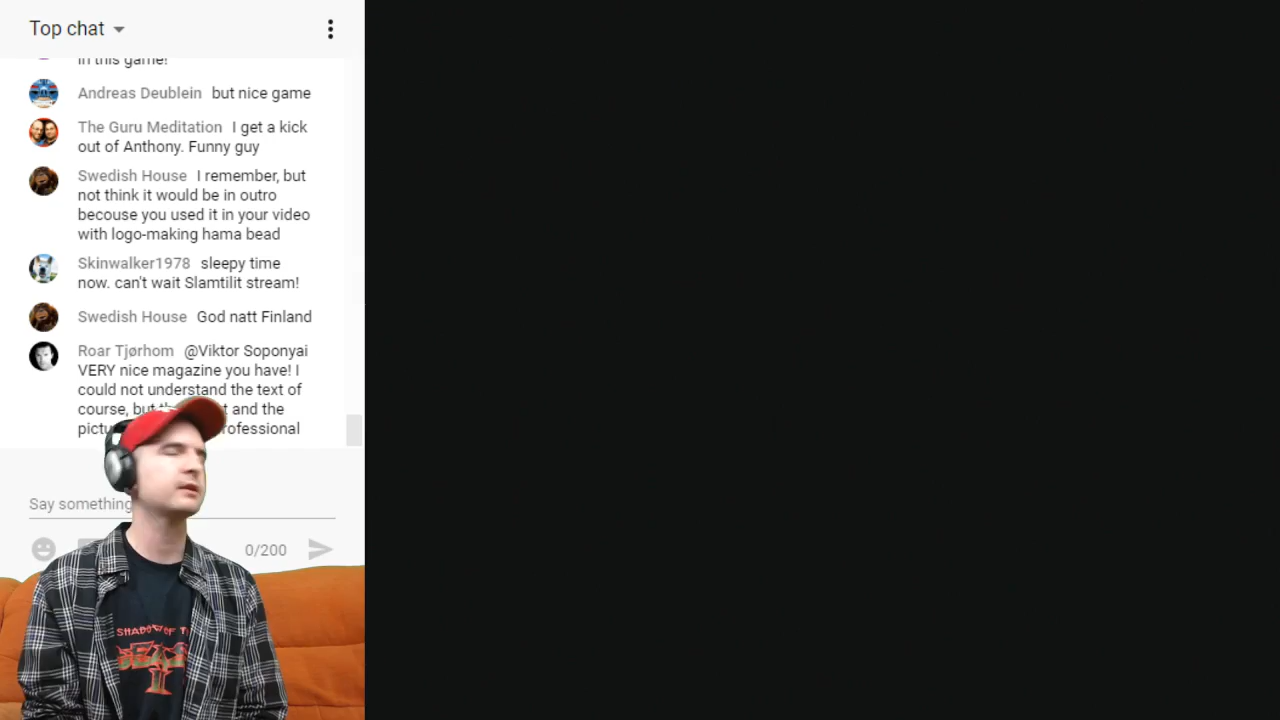 Top chat
in this game!
Andreas Deublein but nice game
The Guru Meditation I get a kick
out of Anthony. Funny guy
Swedish House I remember, but
not think it would be in outro
becouse you used it in your video
with logo-making hama bead
Skinwalker1978 sleepy time
now. can't wait Slamtilit stream!
Swedish House God natt Finland
Roar Tjørhom @Viktor Soponyai
VERY nice magazine you have! I
could not understand the text of
course, but and the
Say something
0/200
SHADOW OF THE
BEAST
II